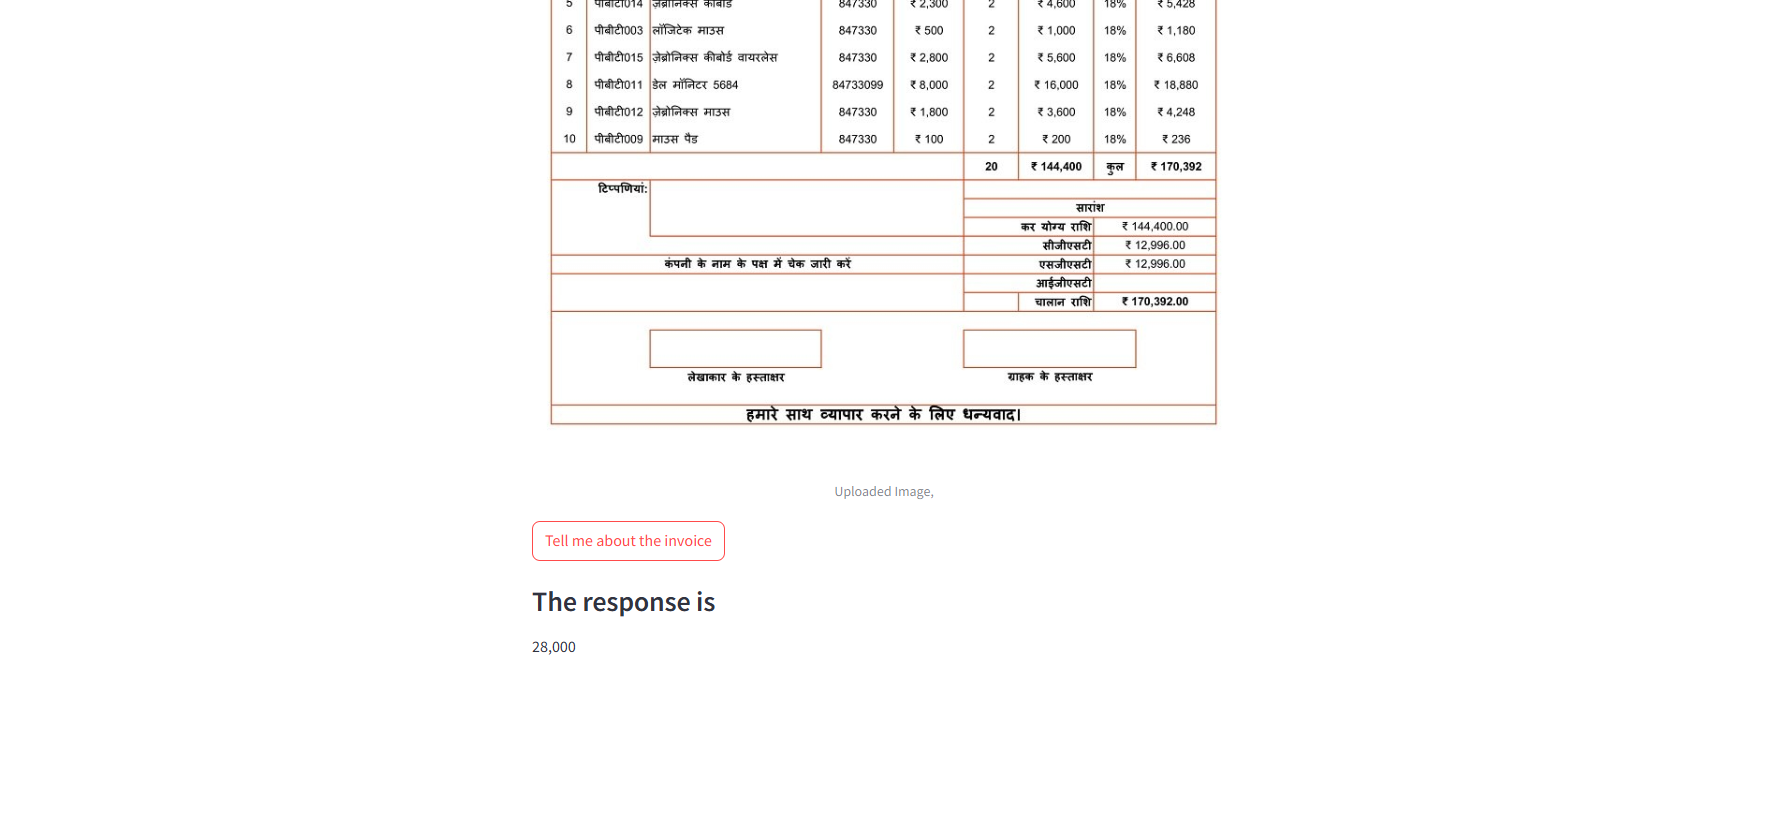 5 पीबीटी014 ज़ेब्रोनिक्स कीबोर्ड 847330 ₹ 2,300 2 ₹ 4,600 18% ₹ 5,428
6 पीबीटी003 लॉजिटेक माउस 847330 ₹ 500 2 ₹ 1,000 18% ₹ 1,180
7 पीबीटी015 ज़ेब्रोनिक्स कीबोर्ड वायरलेस 847330 ₹ 2,800 2 ₹ 5,600 18% ₹ 6,608
8 पीबीटी011 डेल मॉनिटर 5684 84733099 ₹ 8,000 2 ₹ 16,000 18% ₹ 18,880
9 पीबीटी012 ज़ेब्रोनिक्स माउस 847330 ₹ 1,800 2 ₹ 3,600 18% ₹ 4,248
10 पीबीटी009 माउस पैड 847330 ₹ 100 2 ₹ 200 18% ₹ 236
20 ₹ 144,400 कुल ₹ 170,392
टिप्पणियां:
सारांश
कर योग्य राशि ₹ 144,400.00
सीजीएसटी ₹ 12,996.00
कंपनी के नाम के पक्ष में चेक जारी करें एसजीएसटी ₹ 12,996.00
आईजीएसटी
चालान राशि ₹ 170,392.00
लेखाकार के हस्ताक्षर ग्राहक के हस्ताक्षर
हमारे साथ व्यापार करने के लिए धन्यवाद।
Uploaded Image,
Tell me about the invoice
The response is
28,000